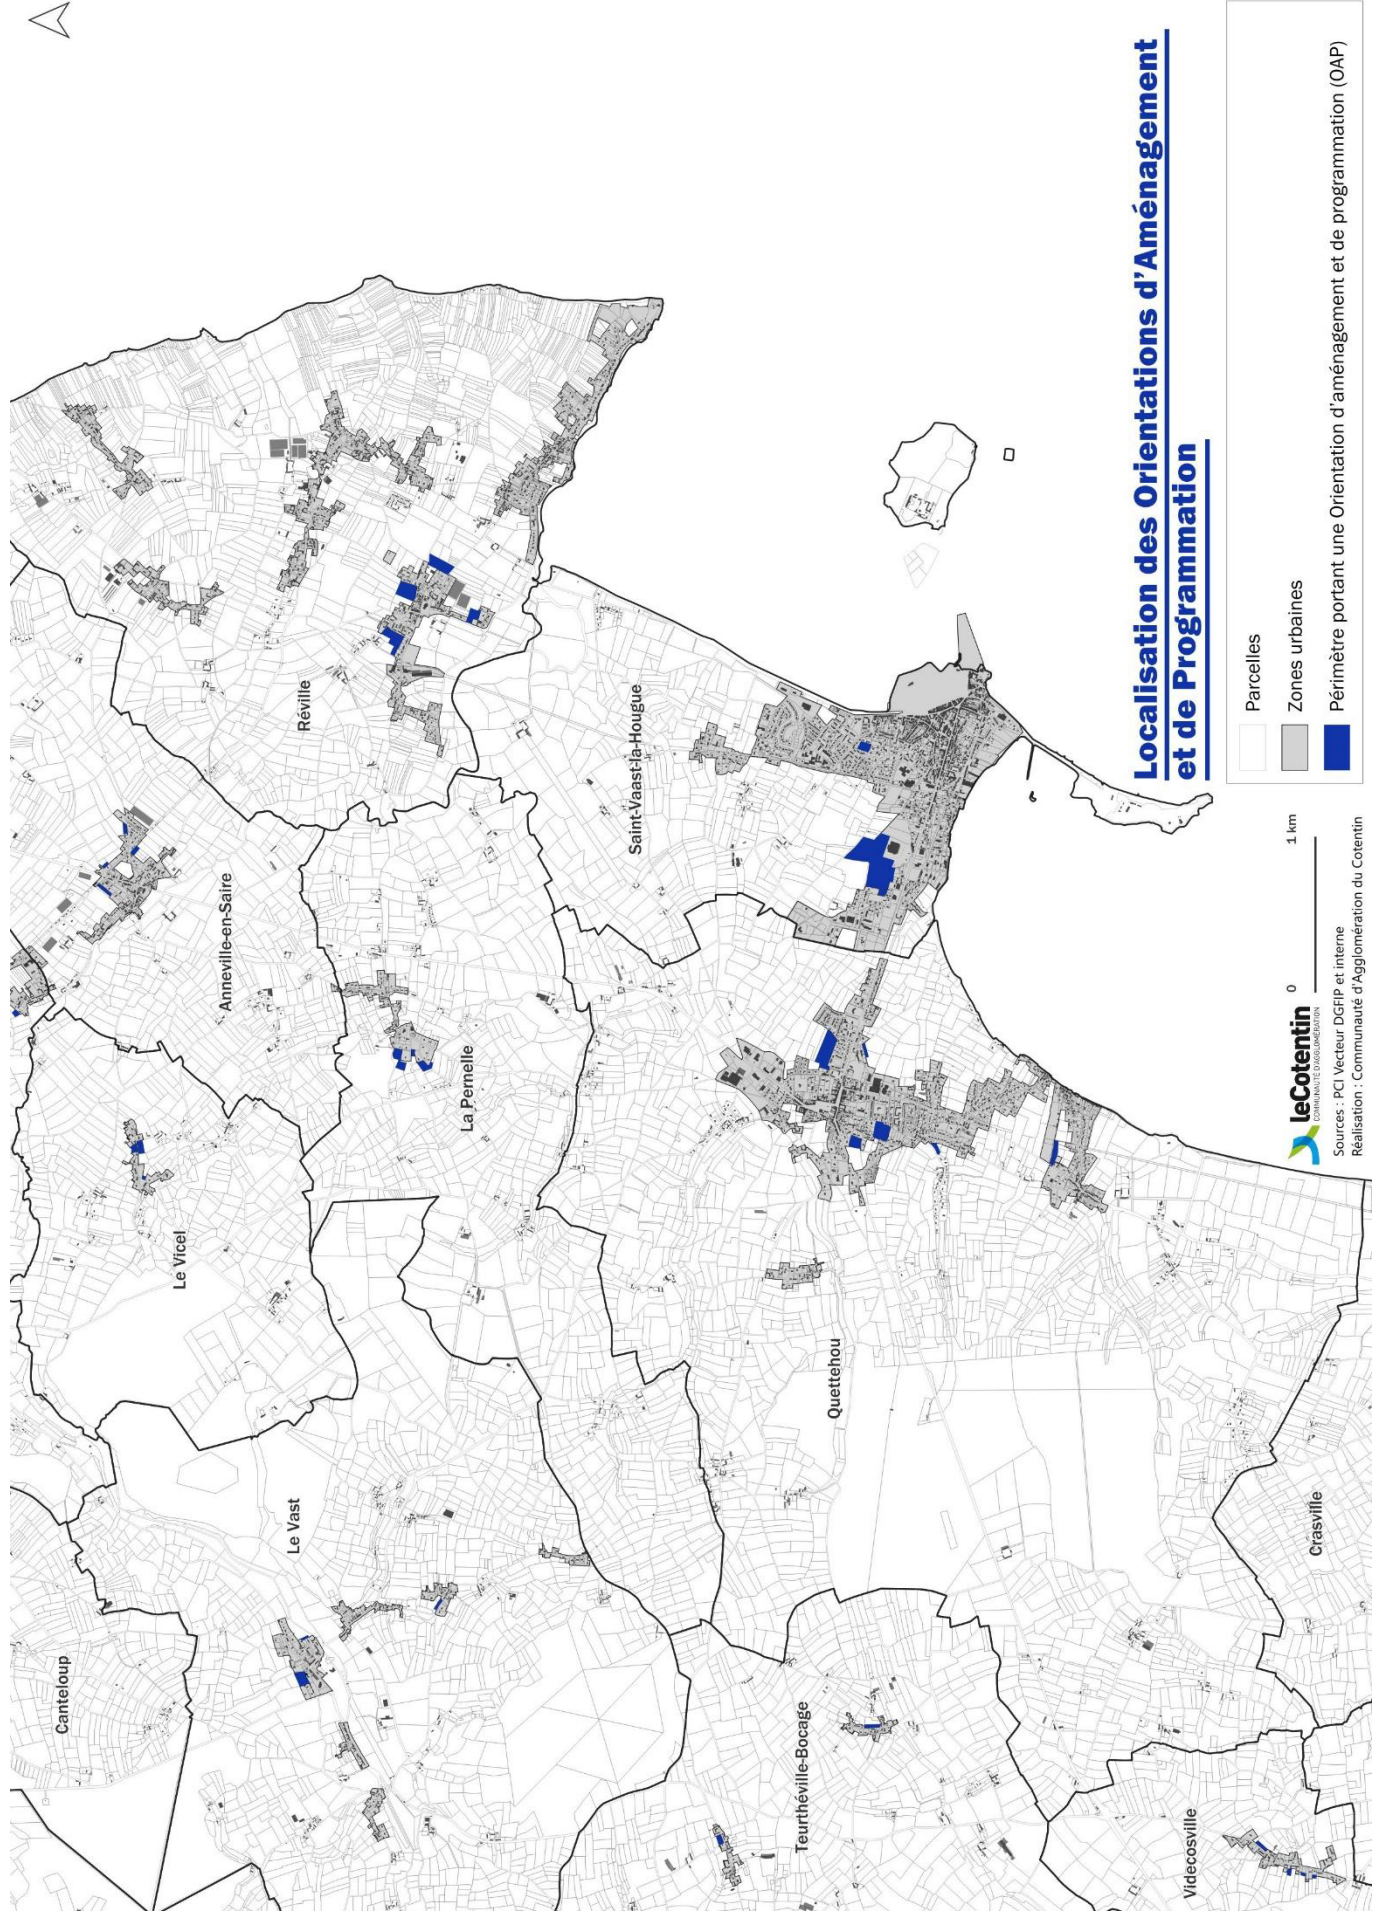 Canteloup
Le Vast
Le Vicel
Anneville-en-Saire
Réville
La Pernelle
Saint-Vaast-la-Hougue
Teurthéville-Bocage
Quettehou
Videcosville
Crasville
Localisation des Orientations d'Aménagement
et de Programmation
leCotentin
COMMUNAUTÉ D'AGGLOMÉRATION
0 1 km
Sources : PCI Vecteur DGFIP et interne
Réalisation : Communauté d'Agglomération du Cotentin
Parcelles
Zones urbaines
Périmètre portant une Orientation d'aménagement et de programmation (OAP)